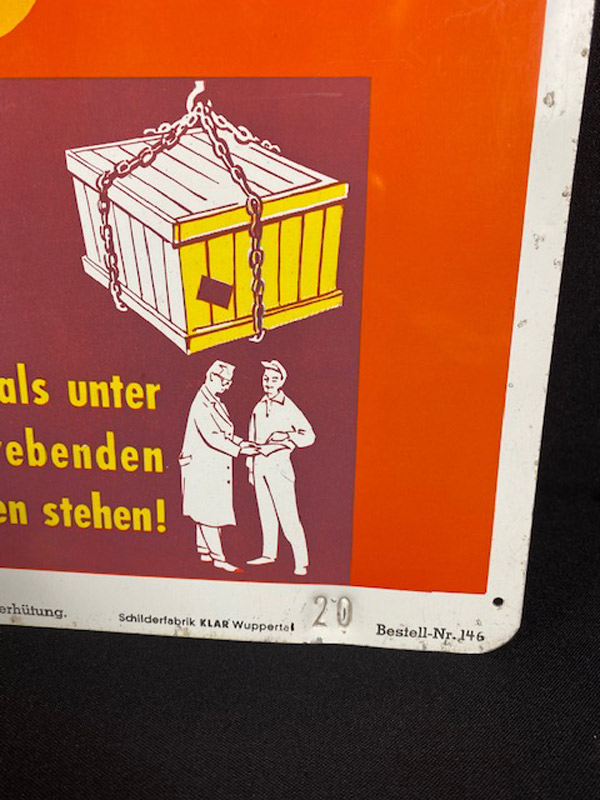 als unter
ebenden
en stehen!
erhütung.
Schilderfabrik KLAR Wuppertal
20
Bestell-Nr. 146